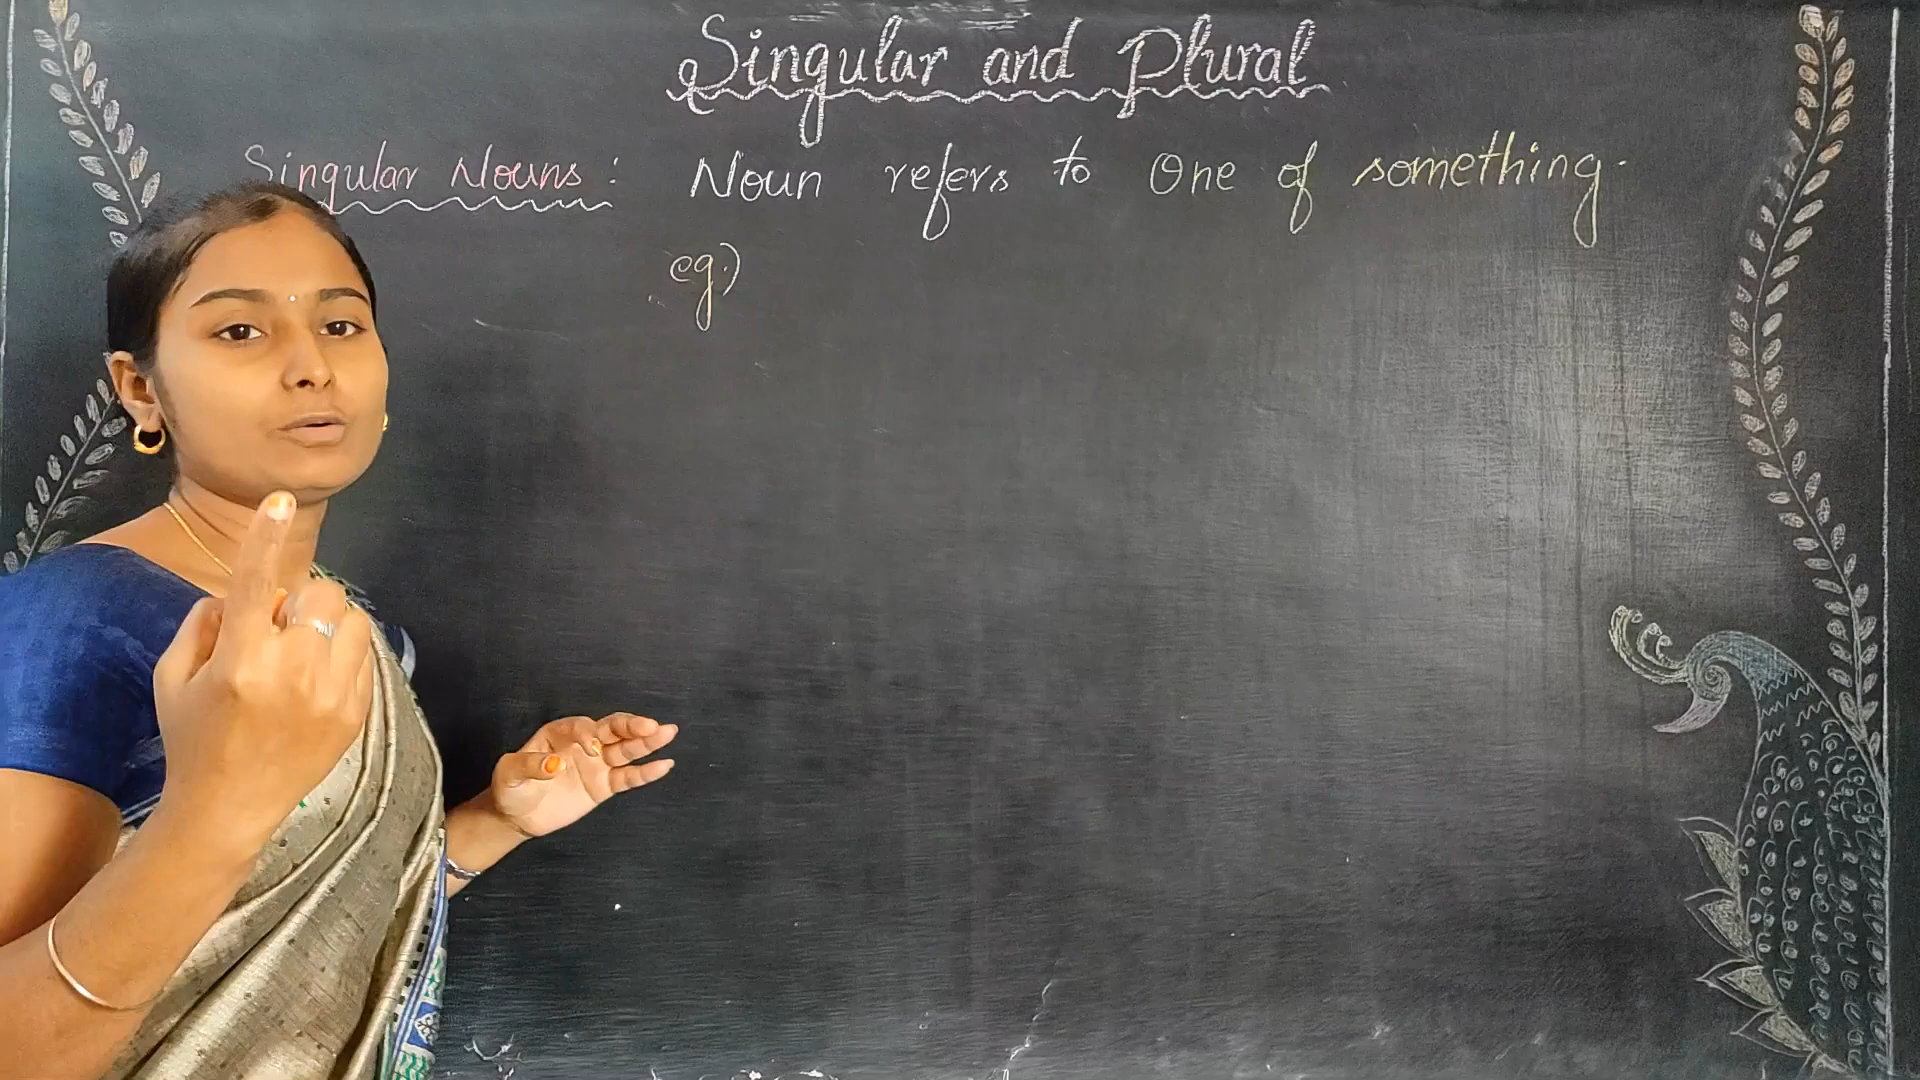 Singular and Plural
Singular Nouns : Noun refers to One of something.
eg.)